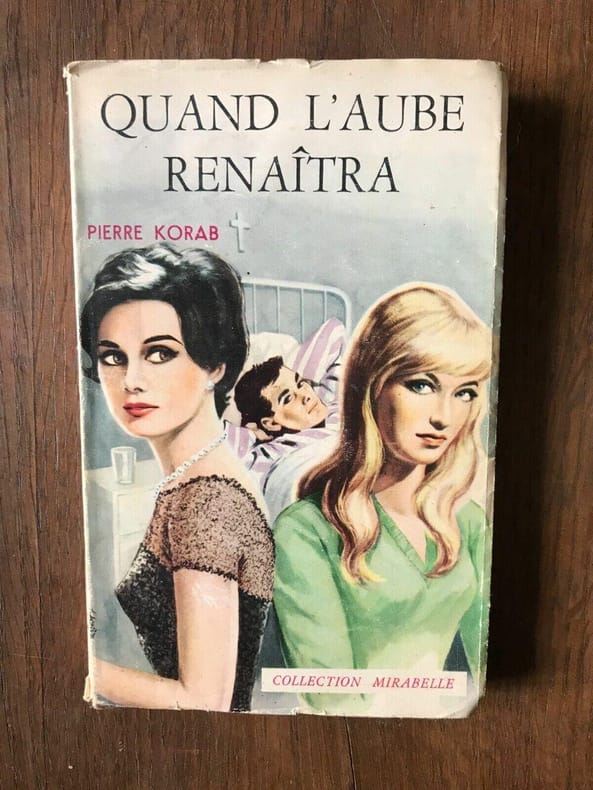 QUAND L'AUBE
RENAÎTRA
PIERRE KORAB
COLLECTION MIRABELLE